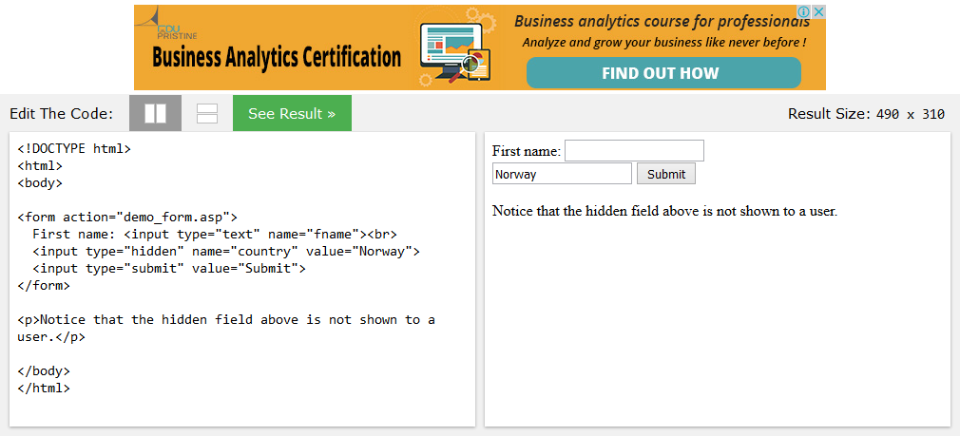 EDU
PRISTINE
Business Analytics Certification
Business analytics course for professionals
Analyze and grow your business like never before !
FIND OUT HOW
Edit The Code:
See Result »
Result Size: 490 x 310
<!DOCTYPE html>
<html>
<body>
<form action="demo_form.asp">
First name: <input type="text" name="fname"><br>
<input type="hidden" name="country" value="Norway">
<input type="submit" value="Submit">
</form>
<p>Notice that the hidden field above is not shown to a
user.</p>
</body>
</html>
First name:
Norway Submit
Notice that the hidden field above is not shown to a user.